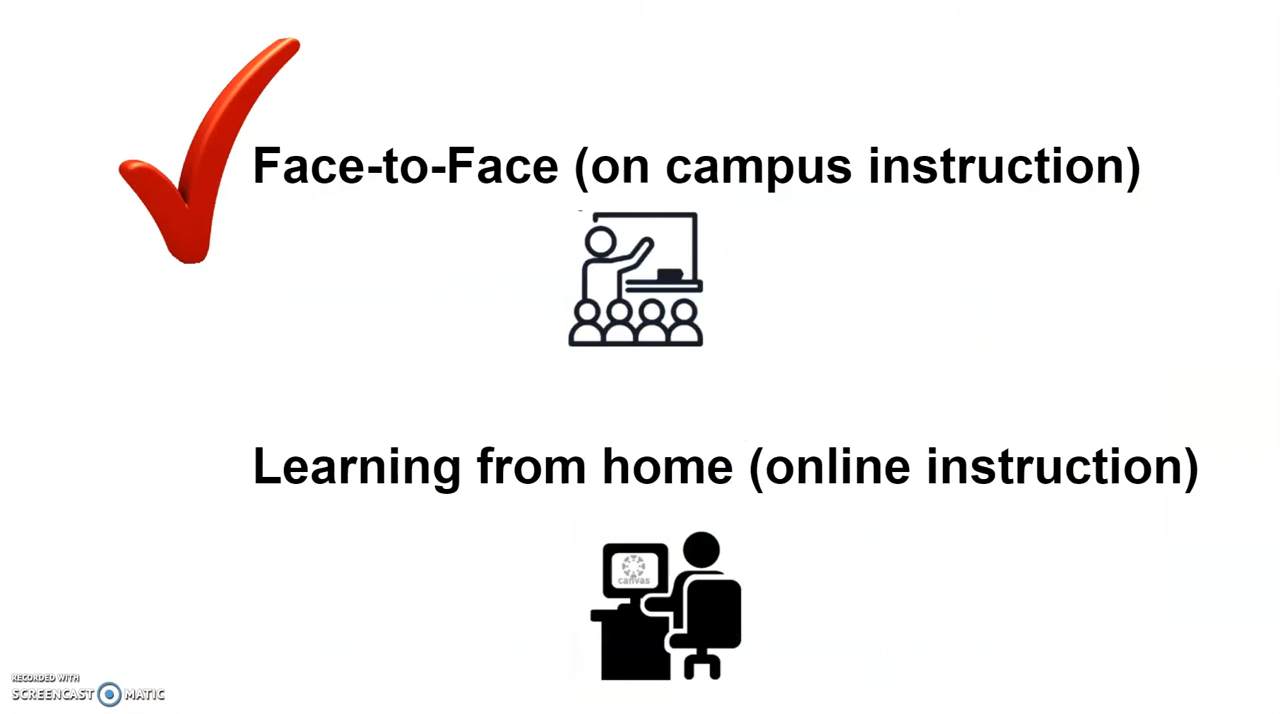 Face-to-Face (on campus instruction)
Learning from home (online instruction)
canvas
RECORDED WITH
SCREENCAST MATIC